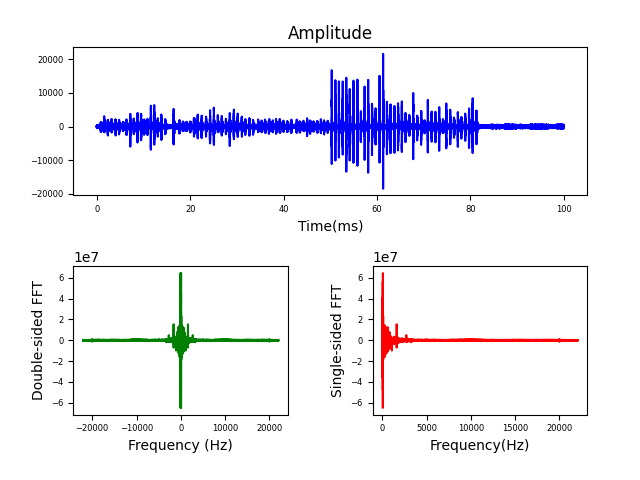 Amplitude
20000
10000
0
−10000
−20000
0 20 40 60 80 100
Time(ms)
1e7
6
4
2
0
−2
−4
−6
Double-sided FFT
−20000 −10000 0 10000 20000
Frequency (Hz)
1e7
6
4
2
0
−2
−4
−6
Single-sided FFT
0 5000 10000 15000 20000
Frequency(Hz)